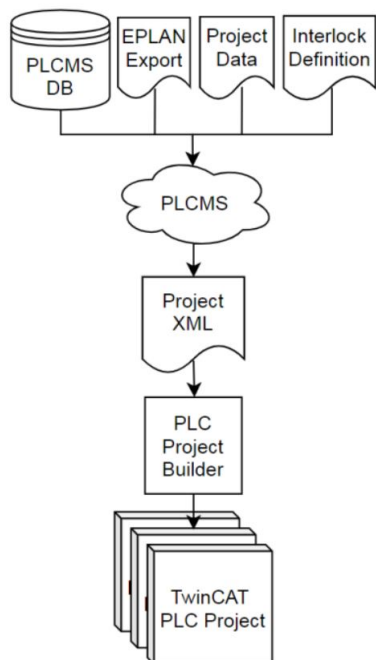 PLCMS
DB
EPLAN
Export
Project
Data
Interlock
Definition
PLCMS
Project
XML
PLC
Project
Builder
TwinCAT
PLC Project